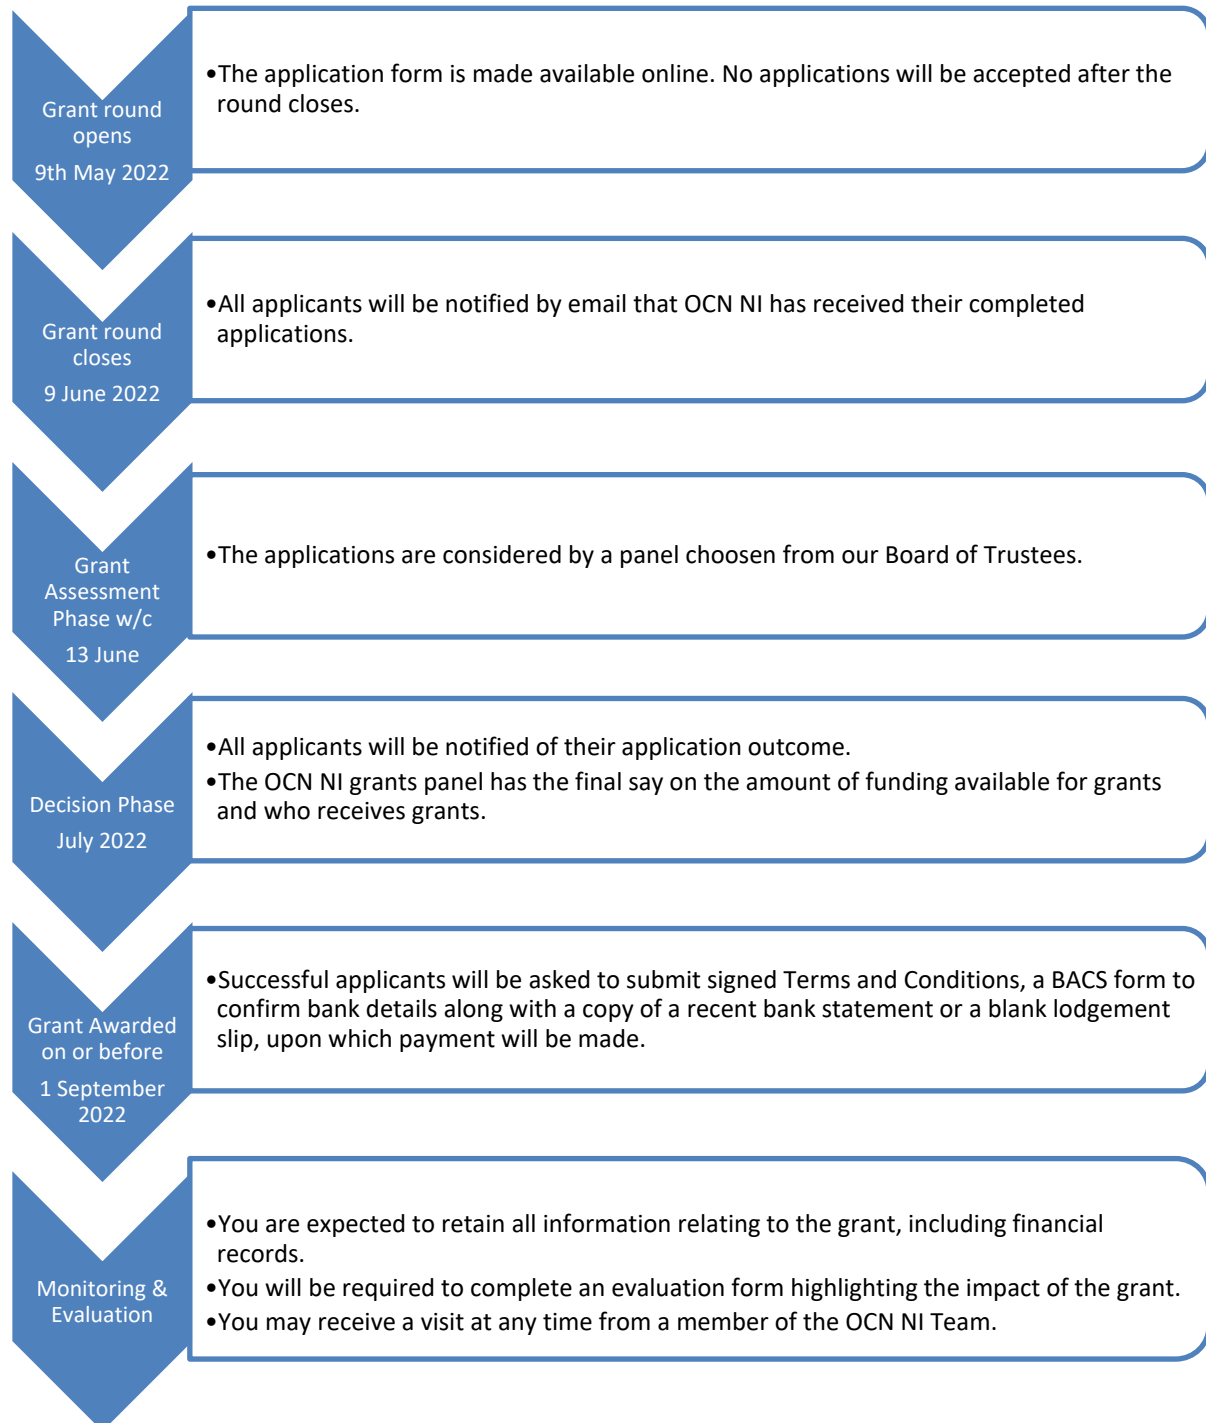 Grant round
opens
9th May 2022
•The application form is made available online. No applications will be accepted after the
round closes.
Grant round
closes
9 June 2022
•All applicants will be notified by email that OCN NI has received their completed
applications.
Grant
Assessment
Phase w/c
13 June
•The applications are considered by a panel choosen from our Board of Trustees.
Decision Phase
July 2022
•All applicants will be notified of their application outcome.
•The OCN NI grants panel has the final say on the amount of funding available for grants
and who receives grants.
Grant Awarded
on or before
1 September
2022
•Successful applicants will be asked to submit signed Terms and Conditions, a BACS form to
confirm bank details along with a copy of a recent bank statement or a blank lodgement
slip, upon which payment will be made.
Monitoring &
Evaluation
•You are expected to retain all information relating to the grant, including financial
records.
•You will be required to complete an evaluation form highlighting the impact of the grant.
•You may receive a visit at any time from a member of the OCN NI Team.